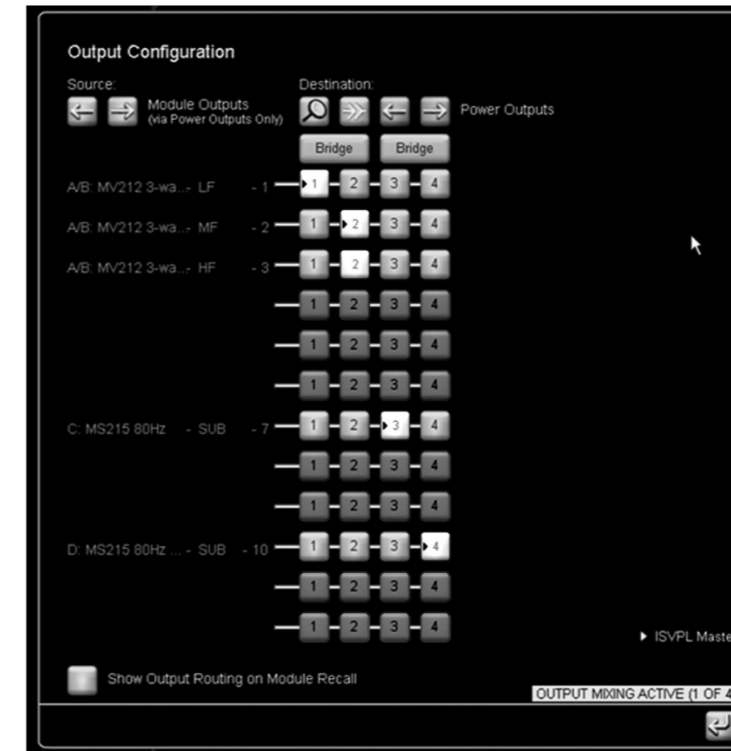 Output Configuration
Source: Destination:
Module Outputs
(via Power Outputs Only)
Power Outputs
Bridge Bridge
A/B: MV212 3-wa...- LF - 1 1 2 3 4
A/B: MV212 3-wa...- MF - 2 1 2 3 4
A/B: MV212 3-wa...- HF - 3 1 2 3 4
1 2 3 4
1 2 3 4
1 2 3 4
C: MS215 80Hz - SUB - 7 1 2 3 4
1 2 3 4
1 2 3 4
D: MS215 80Hz ... - SUB - 10 1 2 3 4
1 2 3 4
1 2 3 4
ISVPL Maste
Show Output Routing on Module Recall
OUTPUT MIXING ACTIVE (1 OF 4